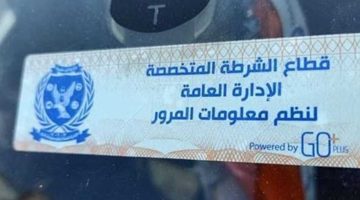 T
قطاع الشرطة المتخصصة
الإدارة العامة
لنظم معلومات المرور
Powered by GO+ PLUS